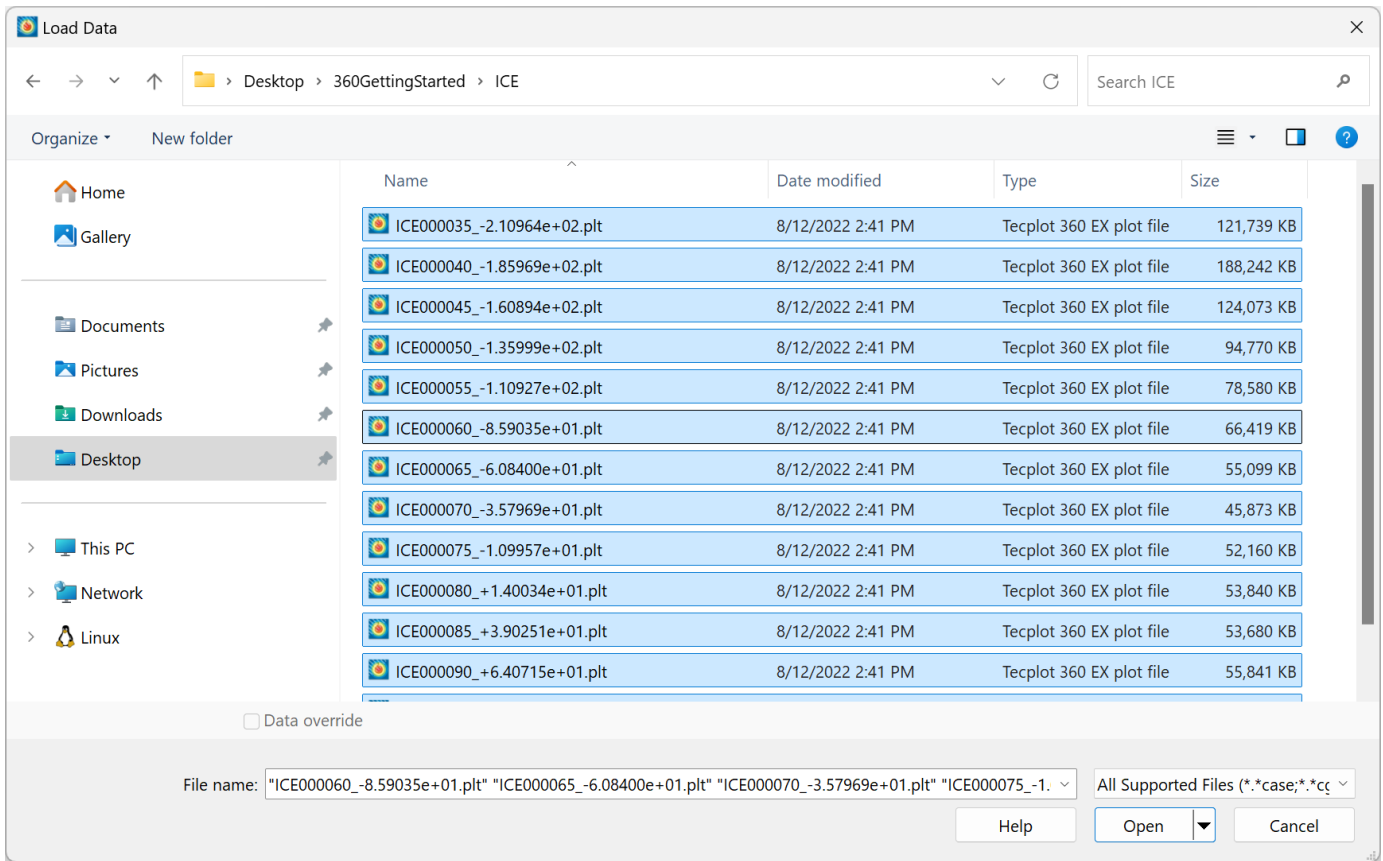 Load Data
Desktop > 360GettingStarted > ICE
Search ICE
Organize
New folder
Name Date modified Type Size
Home
Gallery
Documents
Pictures
Downloads
Desktop
This PC
Network
Linux
ICE000035_-2.10964e+02.plt 8/12/2022 2:41 PM Tecplot 360 EX plot file 121,739 KB
ICE000040_-1.85969e+02.plt 8/12/2022 2:41 PM Tecplot 360 EX plot file 188,242 KB
ICE000045_-1.60894e+02.plt 8/12/2022 2:41 PM Tecplot 360 EX plot file 124,073 KB
ICE000050_-1.35999e+02.plt 8/12/2022 2:41 PM Tecplot 360 EX plot file 94,770 KB
ICE000055_-1.10927e+02.plt 8/12/2022 2:41 PM Tecplot 360 EX plot file 78,580 KB
ICE000060_-8.59035e+01.plt 8/12/2022 2:41 PM Tecplot 360 EX plot file 66,419 KB
ICE000065_-6.08400e+01.plt 8/12/2022 2:41 PM Tecplot 360 EX plot file 55,099 KB
ICE000070_-3.57969e+01.plt 8/12/2022 2:41 PM Tecplot 360 EX plot file 45,873 KB
ICE000075_-1.09957e+01.plt 8/12/2022 2:41 PM Tecplot 360 EX plot file 52,160 KB
ICE000080_+1.40034e+01.plt 8/12/2022 2:41 PM Tecplot 360 EX plot file 53,840 KB
ICE000085_+3.90251e+01.plt 8/12/2022 2:41 PM Tecplot 360 EX plot file 53,680 KB
ICE000090_+6.40715e+01.plt 8/12/2022 2:41 PM Tecplot 360 EX plot file 55,841 KB
Data override
File name: "ICE000060_-8.59035e+01.plt" "ICE000065_-6.08400e+01.plt" "ICE000070_-3.57969e+01.plt" "ICE000075_-1.
All Supported Files (*.*case;*.*cg
Help
Open
Cancel